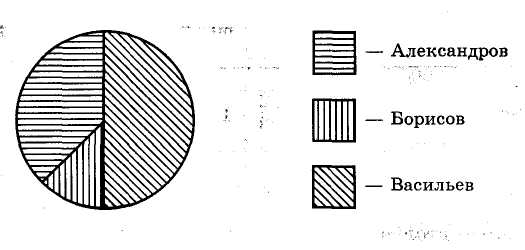 — Александров
— Борисов
— Васильев